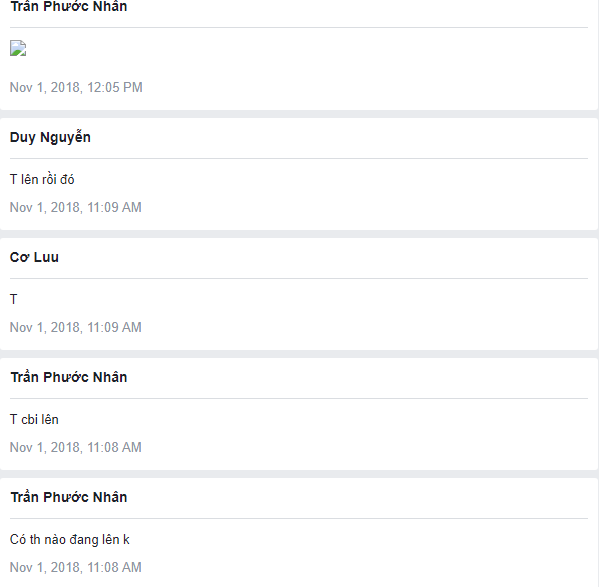 Trần Phước Nhân
Nov 1, 2018, 12:05 PM
Duy Nguyễn
T lên rồi đó
Nov 1, 2018, 11:09 AM
Cơ Luu
T
Nov 1, 2018, 11:09 AM
Trần Phước Nhân
T cbi lên
Nov 1, 2018, 11:08 AM
Trần Phước Nhân
Có th nào đang lên k
Nov 1, 2018, 11:08 AM